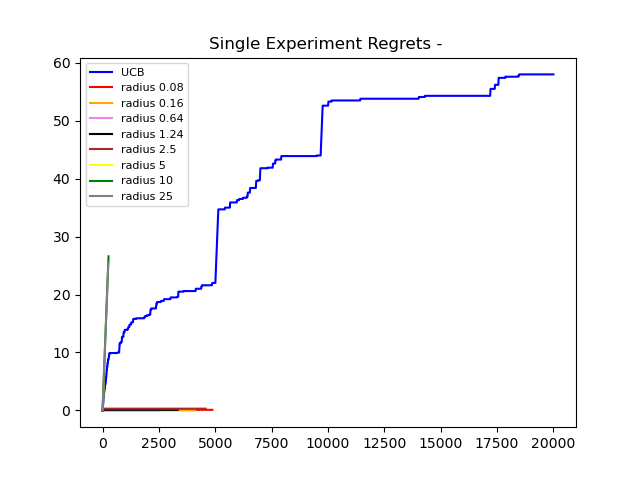 Single Experiment Regrets -
UCB
radius 0.08
radius 0.16
radius 0.64
radius 1.24
radius 2.5
radius 5
radius 10
radius 25
60
50
40
30
20
10
0
0 2500 5000 7500 10000 12500 15000 17500 20000